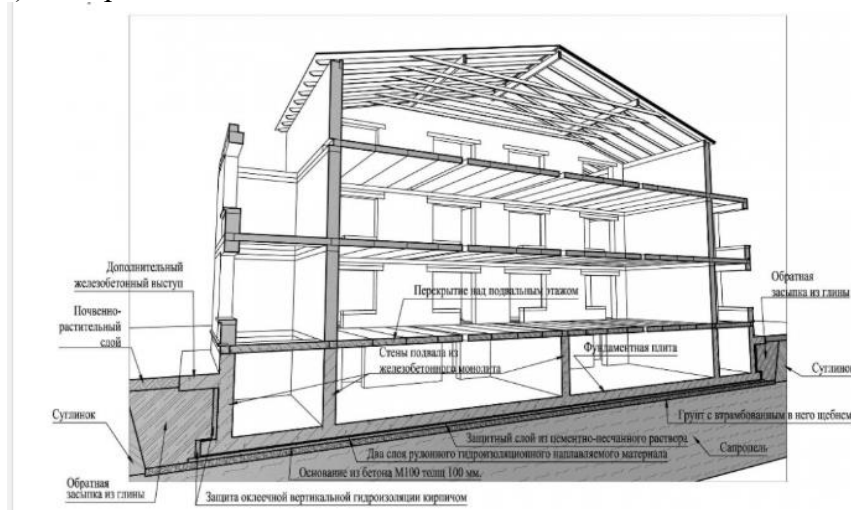 Дополнительный
железобетонный выступ
Почвенно-
растительный
слой
Перекрытие над подвальным этажом
Обратная
засыпка из глины
Стены подвала из
железобетонного монолита
Фундаментная плита
Суглинок
Суглинок
Грунт с втрамбованным в него щебнем
Защитный слой из цементно-песчанного раствора
Сапропель
Два слоя рулонного гидроизоляционного наплавляемого материала
Основание из бетона М100 толщ 100 мм.
Обратная
засыпка из глины
Защита оклеечной вертикальной гидроизоляции кирпичом